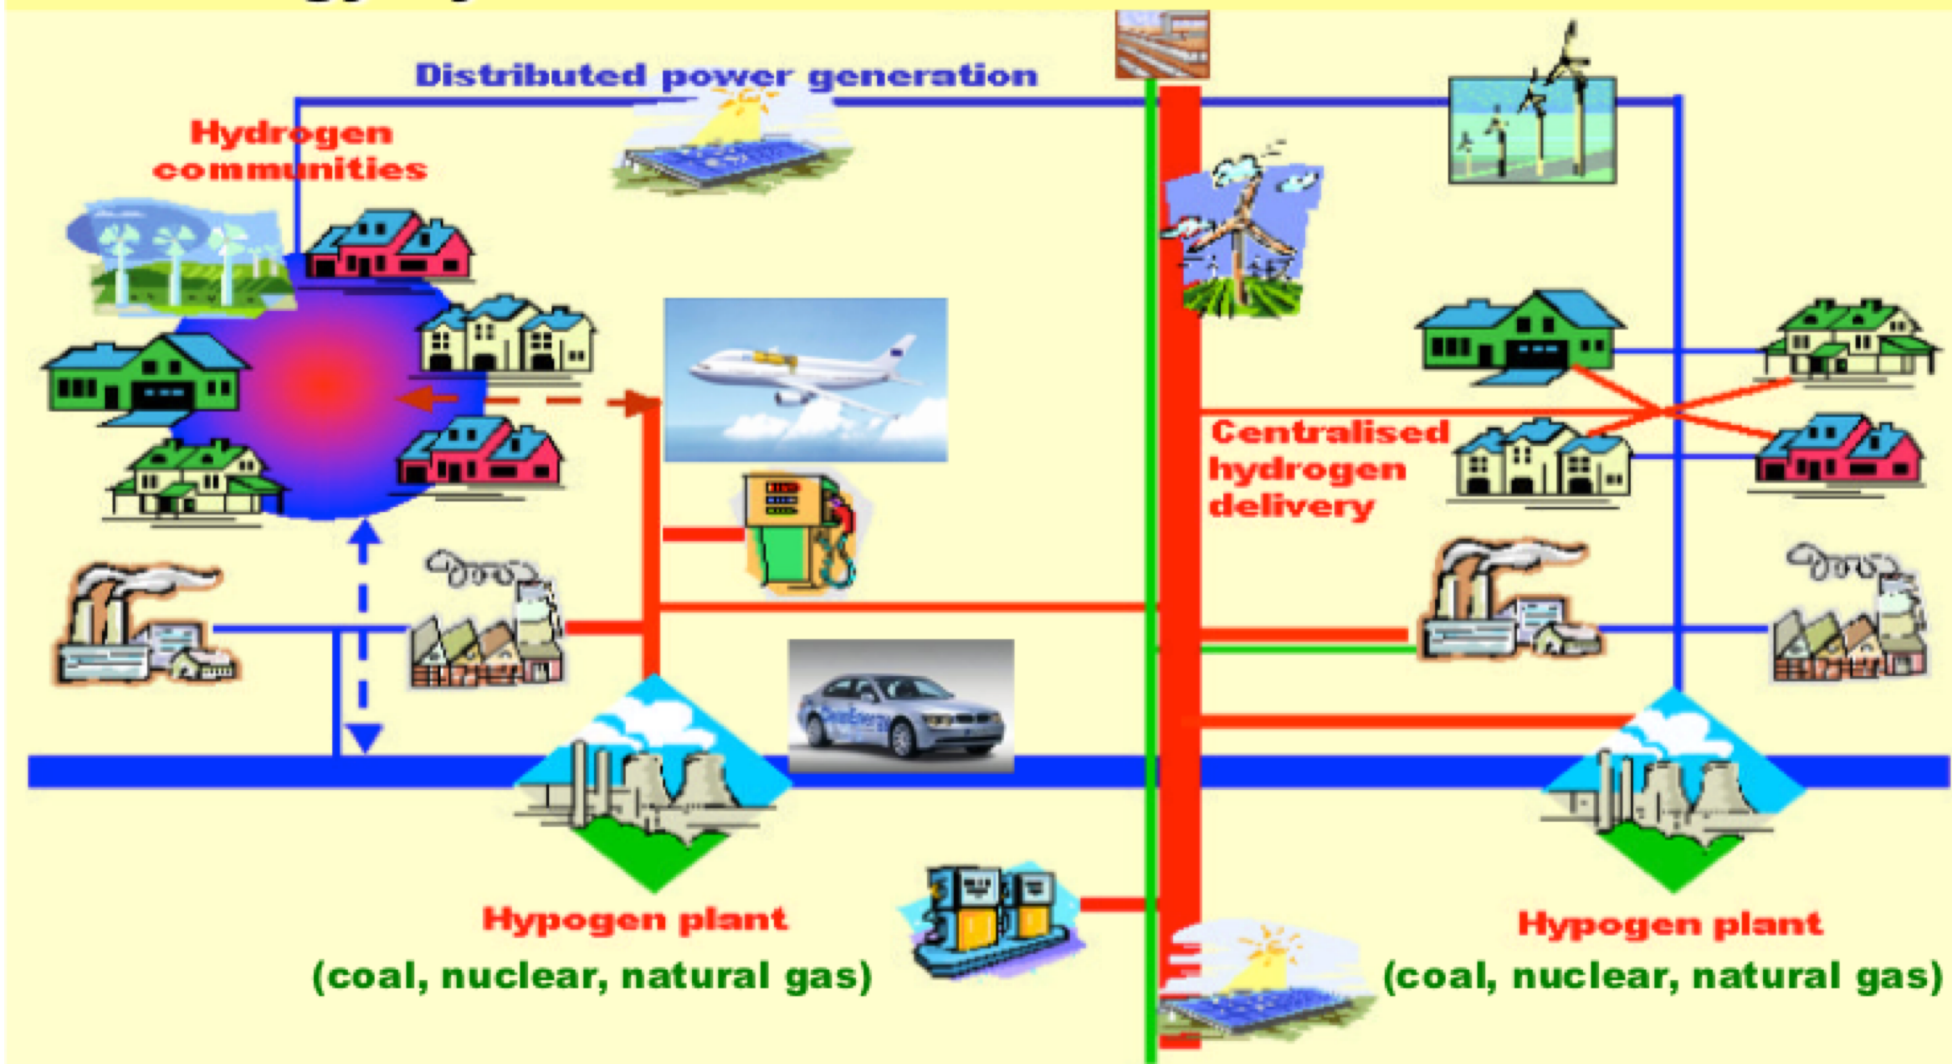 Distributed power generation
Hydrogen
communities
Centralised
hydrogen
delivery
CleanEnergy
Hypogen plant
(coal, nuclear, natural gas)
Hypogen plant
(coal, nuclear, natural gas)